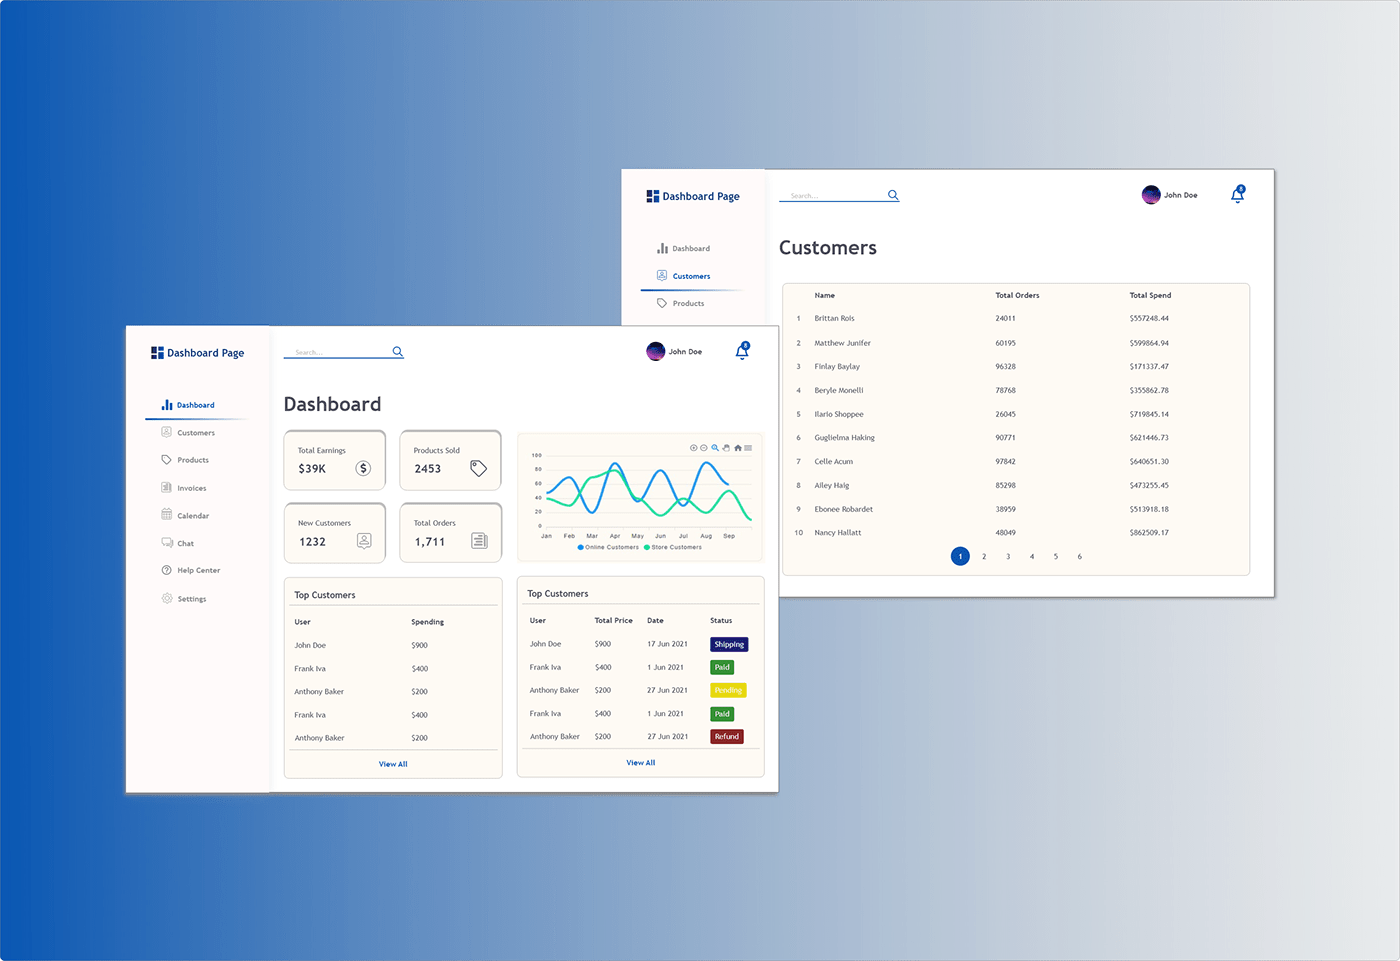 Dashboard Page
Search...
John Doe
8
Dashboard
Customers
Products
Customers
Name Total Orders Total Spend
1 Brittan Rois 24011 $557248.44
2 Matthew Junifer 60195 $599864.94
3 Finlay Baylay 96328 $171337.47
4 Beryle Monelli 78768 $355862.78
5 Ilario Shoppee 26045 $719845.14
6 Guglielma Haking 90771 $621446.73
7 Celle Acum 97842 $640651.30
8 Alley Haig 85298 $473255.45
9 Ebonee Robardet 38959 $513918.18
10 Nancy Hallatt 48049 $862509.17
1 2 3 4 5 6
Dashboard Page
Search...
John Doe
8
Dashboard
Customers
Products
Invoices
Calendar
Chat
Help Center
Settings
Dashboard
Total Earnings
$39K
$
Products Sold
2453
New Customers
1232
Total Orders
1,711
100
80
60
40
20
0
Jan Feb Mar Apr May Jun Jul Aug Sep
Online Customers Store Customers
Top Customers
User Spending
John Doe $900
Frank Iva $400
Anthony Baker $200
Frank Iva $400
Anthony Baker $200
View All
Top Customers
User Total Price Date Status
John Doe $900 17 Jun 2021 Shipping
Frank Iva $400 1 Jun 2021 Paid
Anthony Baker $200 27 Jun 2021 Pending
Frank Iva $400 1 Jun 2021 Paid
Anthony Baker $200 27 Jun 2021 Refund
View All